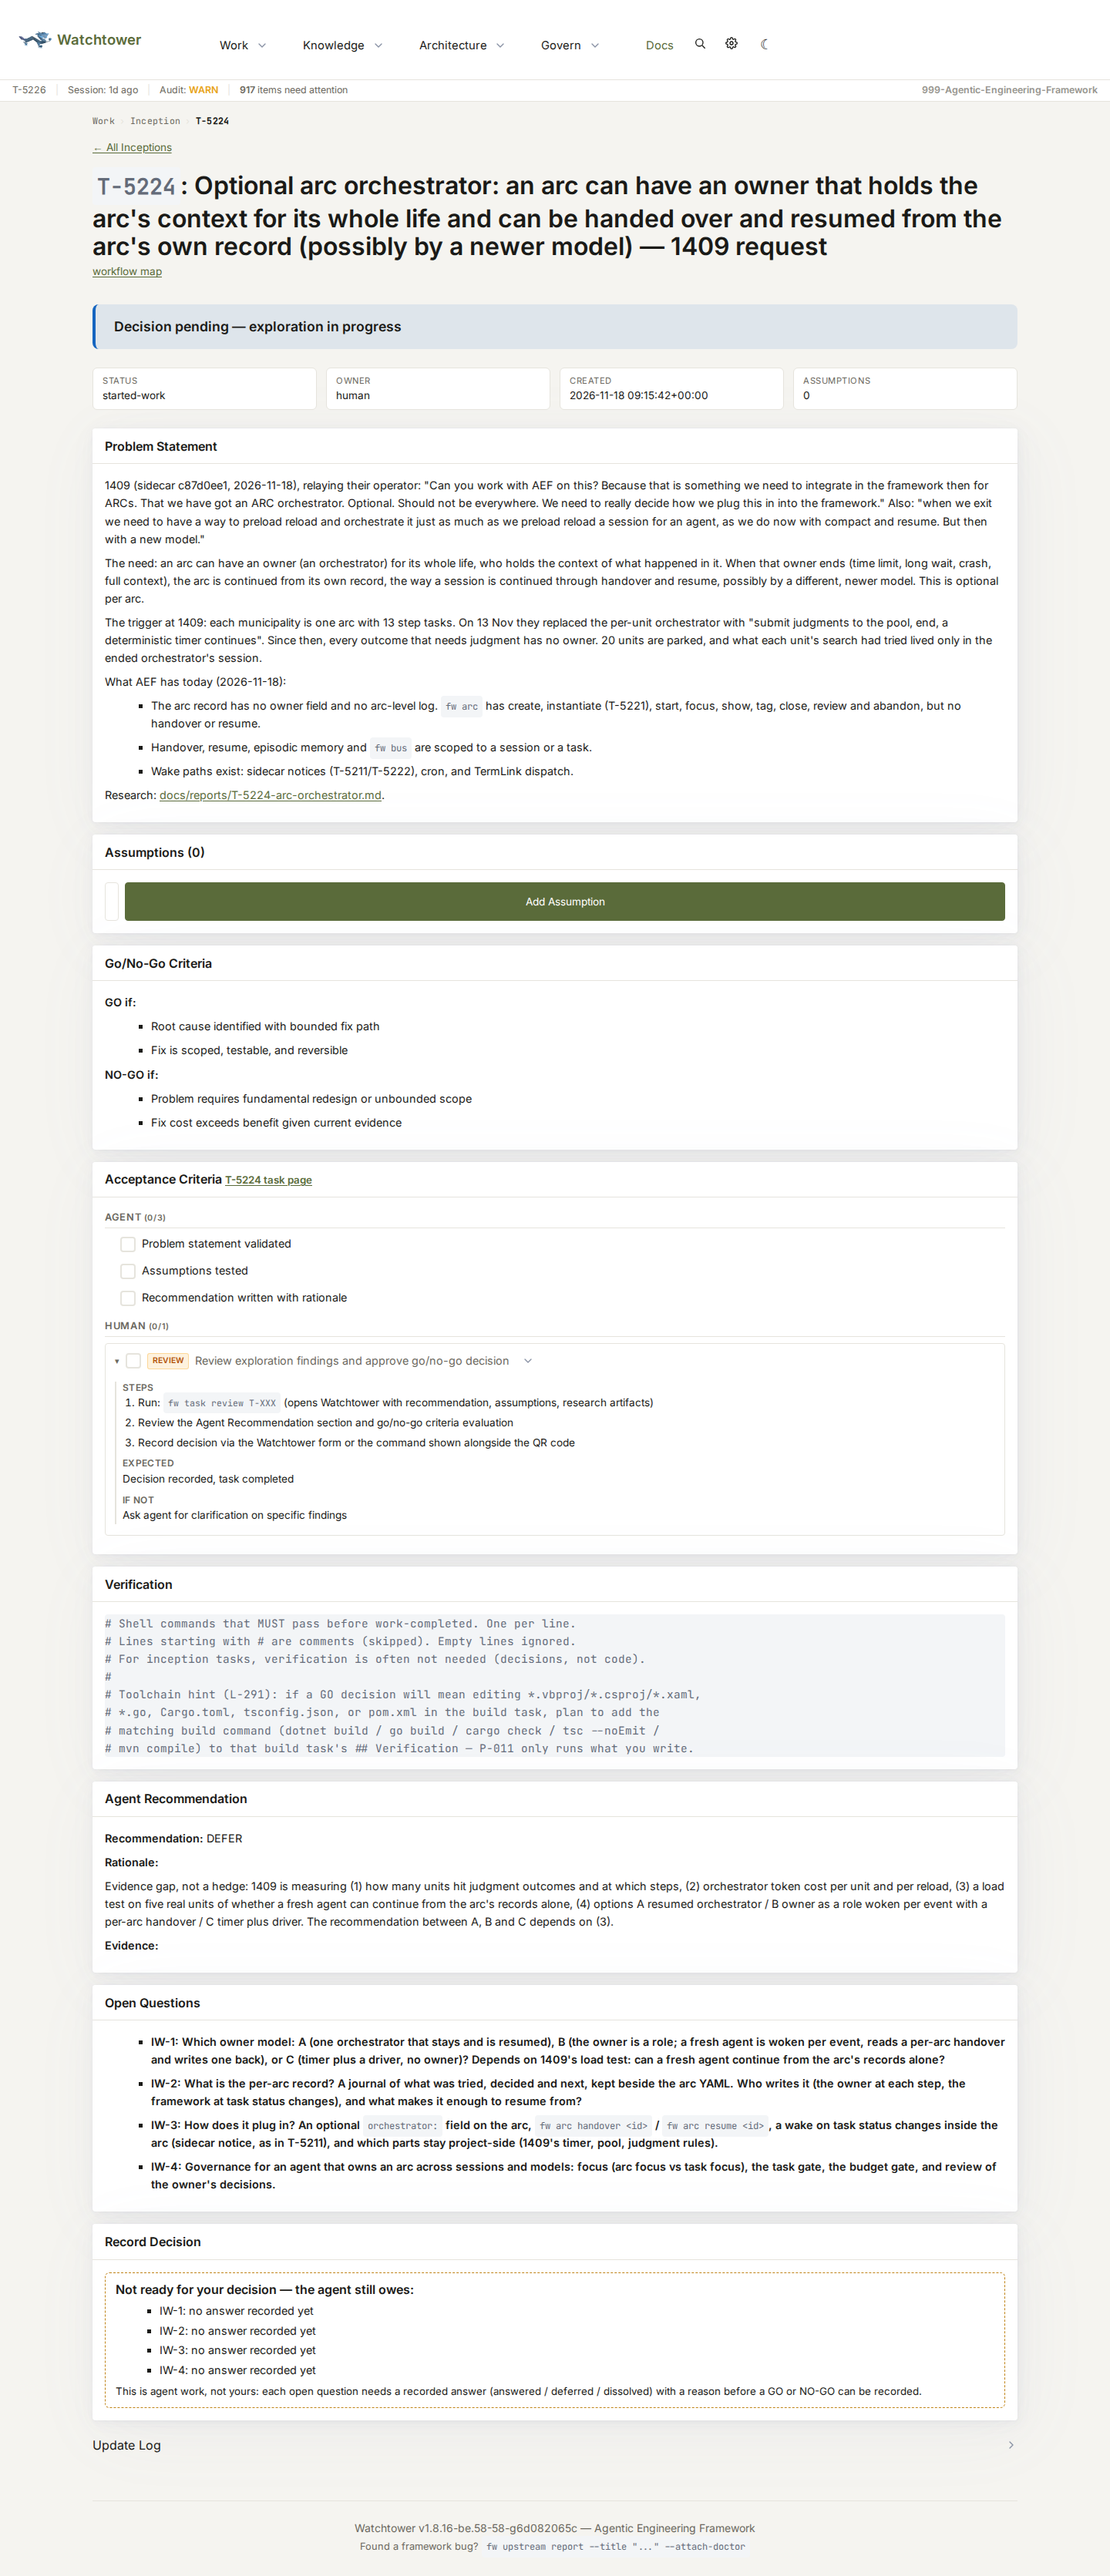 Watchtower
Work
Knowledge
Architecture
Govern
Docs
T-5226
Session: 1d ago
Audit: WARN
917 items need attention
999-Agentic-Engineering-Framework
Work
Inception
T-5224
← All Inceptions
T-5224 : Optional arc orchestrator: an arc can have an owner that holds the
arc's context for its whole life and can be handed over and resumed from the
arc's own record (possibly by a newer model) — 1409 request
workflow map
Decision pending — exploration in progress
STATUS
started-work
OWNER
human
CREATED
2026-11-18 09:15:42+00:00
ASSUMPTIONS
0
Problem Statement
1409 (sidecar c87d0ee1, 2026-11-18), relaying their operator: "Can you work with AEF on this? Because that is something we need to integrate in the framework then for
ARCs. That we have got an ARC orchestrator. Optional. Should not be everywhere. We need to really decide how we plug this in into the framework." Also: "when we exit
we need to have a way to preload reload and orchestrate it just as much as we preload reload a session for an agent, as we do now with compact and resume. But then
with a new model."
The need: an arc can have an owner (an orchestrator) for its whole life, who holds the context of what happened in it. When that owner ends (time limit, long wait, crash,
full context), the arc is continued from its own record, the way a session is continued through handover and resume, possibly by a different, newer model. This is optional
per arc.
The trigger at 1409: each municipality is one arc with 13 step tasks. On 13 Nov they replaced the per-unit orchestrator with "submit judgments to the pool, end, a
deterministic timer continues". Since then, every outcome that needs judgment has no owner. 20 units are parked, and what each unit's search had tried lived only in the
ended orchestrator's session.
What AEF has today (2026-11-18):
▪ The arc record has no owner field and no arc-level log. fw arc has create, instantiate (T-5221), start, focus, show, tag, close, review and abandon, but no
handover or resume.
▪ Handover, resume, episodic memory and fw bus are scoped to a session or a task.
▪ Wake paths exist: sidecar notices (T-5211/T-5222), cron, and TermLink dispatch.
Research: docs/reports/T-5224-arc-orchestrator.md.
Assumptions (0)
Add Assumption
Go/No-Go Criteria
GO if:
▪ Root cause identified with bounded fix path
▪ Fix is scoped, testable, and reversible
NO-GO if:
▪ Problem requires fundamental redesign or unbounded scope
▪ Fix cost exceeds benefit given current evidence
Acceptance Criteria T-5224 task page
AGENT (0/3)
Problem statement validated
Assumptions tested
Recommendation written with rationale
HUMAN (0/1)
▾ REVIEW Review exploration findings and approve go/no-go decision
STEPS
1. Run: fw task review T-XXX (opens Watchtower with recommendation, assumptions, research artifacts)
2. Review the Agent Recommendation section and go/no-go criteria evaluation
3. Record decision via the Watchtower form or the command shown alongside the QR code
EXPECTED
Decision recorded, task completed
IF NOT
Ask agent for clarification on specific findings
Verification
# Shell commands that MUST pass before work-completed. One per line.
# Lines starting with # are comments (skipped). Empty lines ignored.
# For inception tasks, verification is often not needed (decisions, not code).
#
# Toolchain hint (L-291): if a GO decision will mean editing *.vbproj/*.csproj/*.xaml,
# *.go, Cargo.toml, tsconfig.json, or pom.xml in the build task, plan to add the
# matching build command (dotnet build / go build / cargo check / tsc --noEmit /
# mvn compile) to that build task's ## Verification — P-011 only runs what you write.
Agent Recommendation
Recommendation: DEFER
Rationale:
Evidence gap, not a hedge: 1409 is measuring (1) how many units hit judgment outcomes and at which steps, (2) orchestrator token cost per unit and per reload, (3) a load
test on five real units of whether a fresh agent can continue from the arc's records alone, (4) options A resumed orchestrator / B owner as a role woken per event with a
per-arc handover / C timer plus driver. The recommendation between A, B and C depends on (3).
Evidence:
Open Questions
▪ IW-1: Which owner model: A (one orchestrator that stays and is resumed), B (the owner is a role; a fresh agent is woken per event, reads a per-arc handover
and writes one back), or C (timer plus a driver, no owner)? Depends on 1409's load test: can a fresh agent continue from the arc's records alone?
▪ IW-2: What is the per-arc record? A journal of what was tried, decided and next, kept beside the arc YAML. Who writes it (the owner at each step, the
framework at task status changes), and what makes it enough to resume from?
▪ IW-3: How does it plug in? An optional orchestrator: field on the arc, fw arc handover <id> / fw arc resume <id>, a wake on task status changes inside the
arc (sidecar notice, as in T-5211), and which parts stay project-side (1409's timer, pool, judgment rules).
▪ IW-4: Governance for an agent that owns an arc across sessions and models: focus (arc focus vs task focus), the task gate, the budget gate, and review of
the owner's decisions.
Record Decision
Not ready for your decision — the agent still owes:
▪ IW-1: no answer recorded yet
▪ IW-2: no answer recorded yet
▪ IW-3: no answer recorded yet
▪ IW-4: no answer recorded yet
This is agent work, not yours: each open question needs a recorded answer (answered / deferred / dissolved) with a reason before a GO or NO-GO can be recorded.
Update Log
Watchtower v1.8.16-be.58-58-g6d082065c — Agentic Engineering Framework
Found a framework bug? fw upstream report --title "..." --attach-doctor